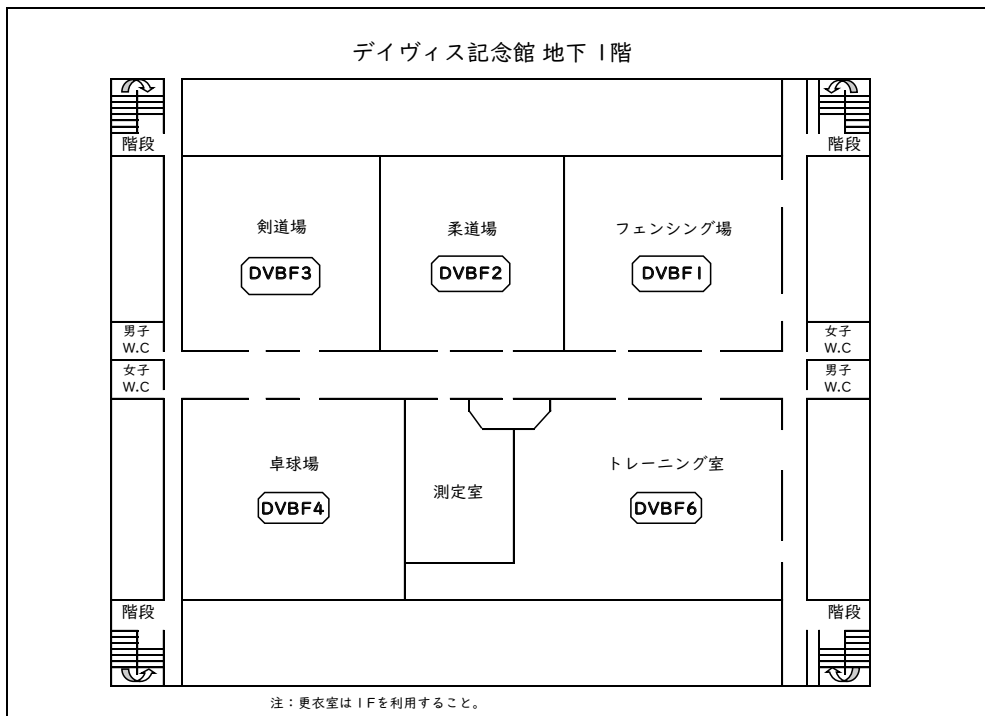 デイヴィス記念館 地下 1階
階段
階段
剣道場
柔道場
フェンシング場
DVBF3
DVBF2
DVBF1
男子
W.C
女子
W.C
女子
W.C
男子
W.C
卓球場
測定室
トレーニング室
DVBF4
DVBF6
階段
階段
注：更衣室は1Fを利用すること。